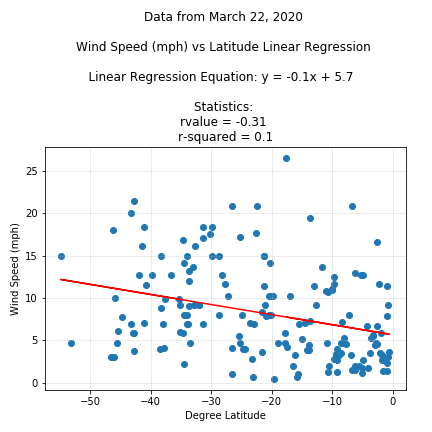 Data from March 22, 2020
Wind Speed (mph) vs Latitude Linear Regression
Linear Regression Equation: y = -0.1x + 5.7
Statistics:
rvalue = -0.31
r-squared = 0.1
25
20
15
10
5
0
Wind Speed (mph)
−50 −40 −30 −20 −10 0
Degree Latitude